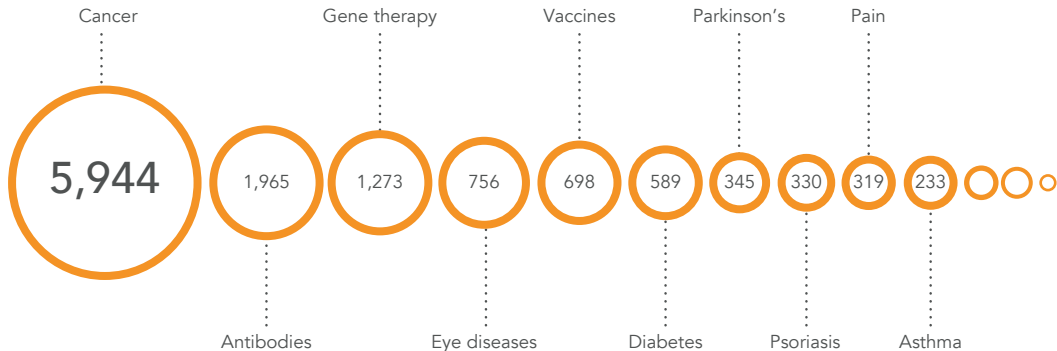 Cancer
Gene therapy
Vaccines
Parkinson’s
Pain
5,944
1,965
1,273
756
698
589
345
330
319
233
Antibodies
Eye diseases
Diabetes
Psoriasis
Asthma